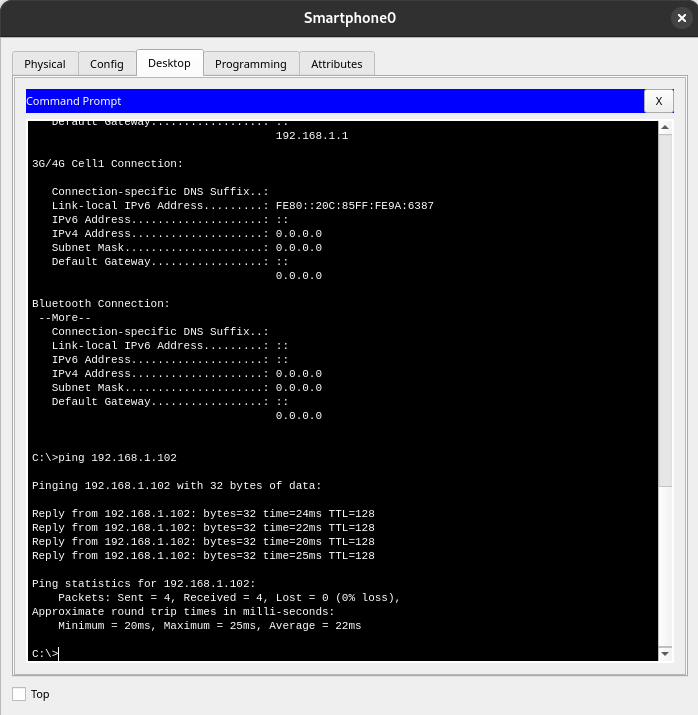 Smartphone0
Physical Config Desktop Programming Attributes
Command Prompt X
Default Gateway..................: ::
192.168.1.1
3G/4G Cell1 Connection:
Connection-specific DNS Suffix..:
Link-local IPv6 Address.........: FE80::20C:85FF:FE9A:6387
IPv6 Address....................: ::
IPv4 Address....................: 0.0.0.0
Subnet Mask.....................: 0.0.0.0
Default Gateway.................: ::
0.0.0.0
Bluetooth Connection:
--More--
Connection-specific DNS Suffix..:
Link-local IPv6 Address.........: ::
IPv6 Address....................: ::
IPv4 Address....................: 0.0.0.0
Subnet Mask.....................: 0.0.0.0
Default Gateway.................: ::
0.0.0.0
C:\>ping 192.168.1.102
Pinging 192.168.1.102 with 32 bytes of data:
Reply from 192.168.1.102: bytes=32 time=24ms TTL=128
Reply from 192.168.1.102: bytes=32 time=22ms TTL=128
Reply from 192.168.1.102: bytes=32 time=20ms TTL=128
Reply from 192.168.1.102: bytes=32 time=25ms TTL=128
Ping statistics for 192.168.1.102:
Packets: Sent = 4, Received = 4, Lost = 0 (0% loss),
Approximate round trip times in milli-seconds:
Minimum = 20ms, Maximum = 25ms, Average = 22ms
C:\>
Top